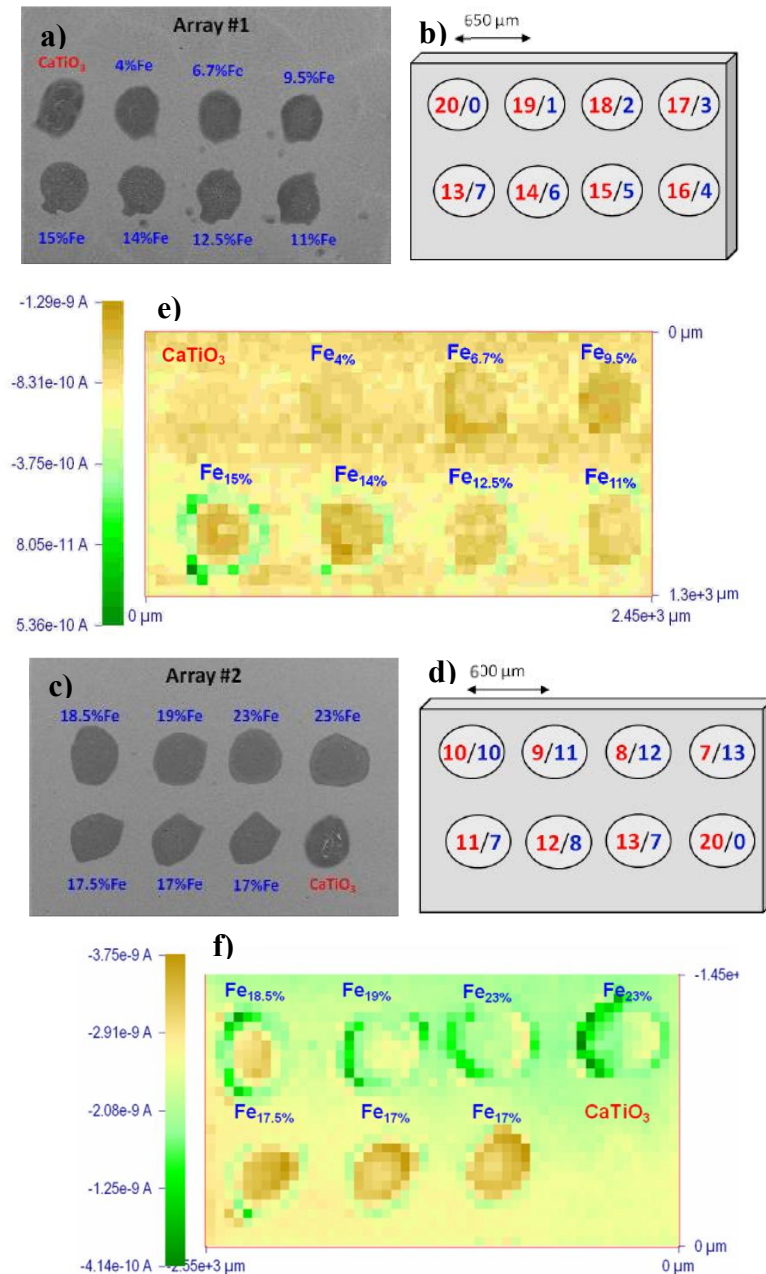 a)
Array #1
CaTiO₃
4%Fe
6.7%Fe
9.5%Fe
15%Fe
14%Fe
12.5%Fe
11%Fe
b)
650 µm
20/0
19/1
18/2
17/3
13/7
14/6
15/5
16/4
e)
-1.29e-9 A
-8.31e-10 A
-3.75e-10 A
8.05e-11 A
5.36e-10 A
CaTiO₃
Fe4%
Fe6.7%
Fe9.5%
Fe15%
Fe14%
Fe12.5%
Fe11%
0 µm
1.3e+3 µm
0 µm
2.45e+3 µm
c)
Array #2
18.5%Fe
19%Fe
23%Fe
23%Fe
17.5%Fe
17%Fe
17%Fe
CaTiO₃
d)
600 µm
10/10
9/11
8/12
7/13
11/7
12/8
13/7
20/0
f)
-3.75e-9 A
-2.91e-9 A
-2.08e-9 A
-1.25e-9 A
-4.14e-10 A
Fe18.5%
Fe19%
Fe23%
Fe23%
Fe17.5%
Fe17%
Fe17%
CaTiO₃
-1.45e+
0 µm
-2.55e+3 µm
0 µm